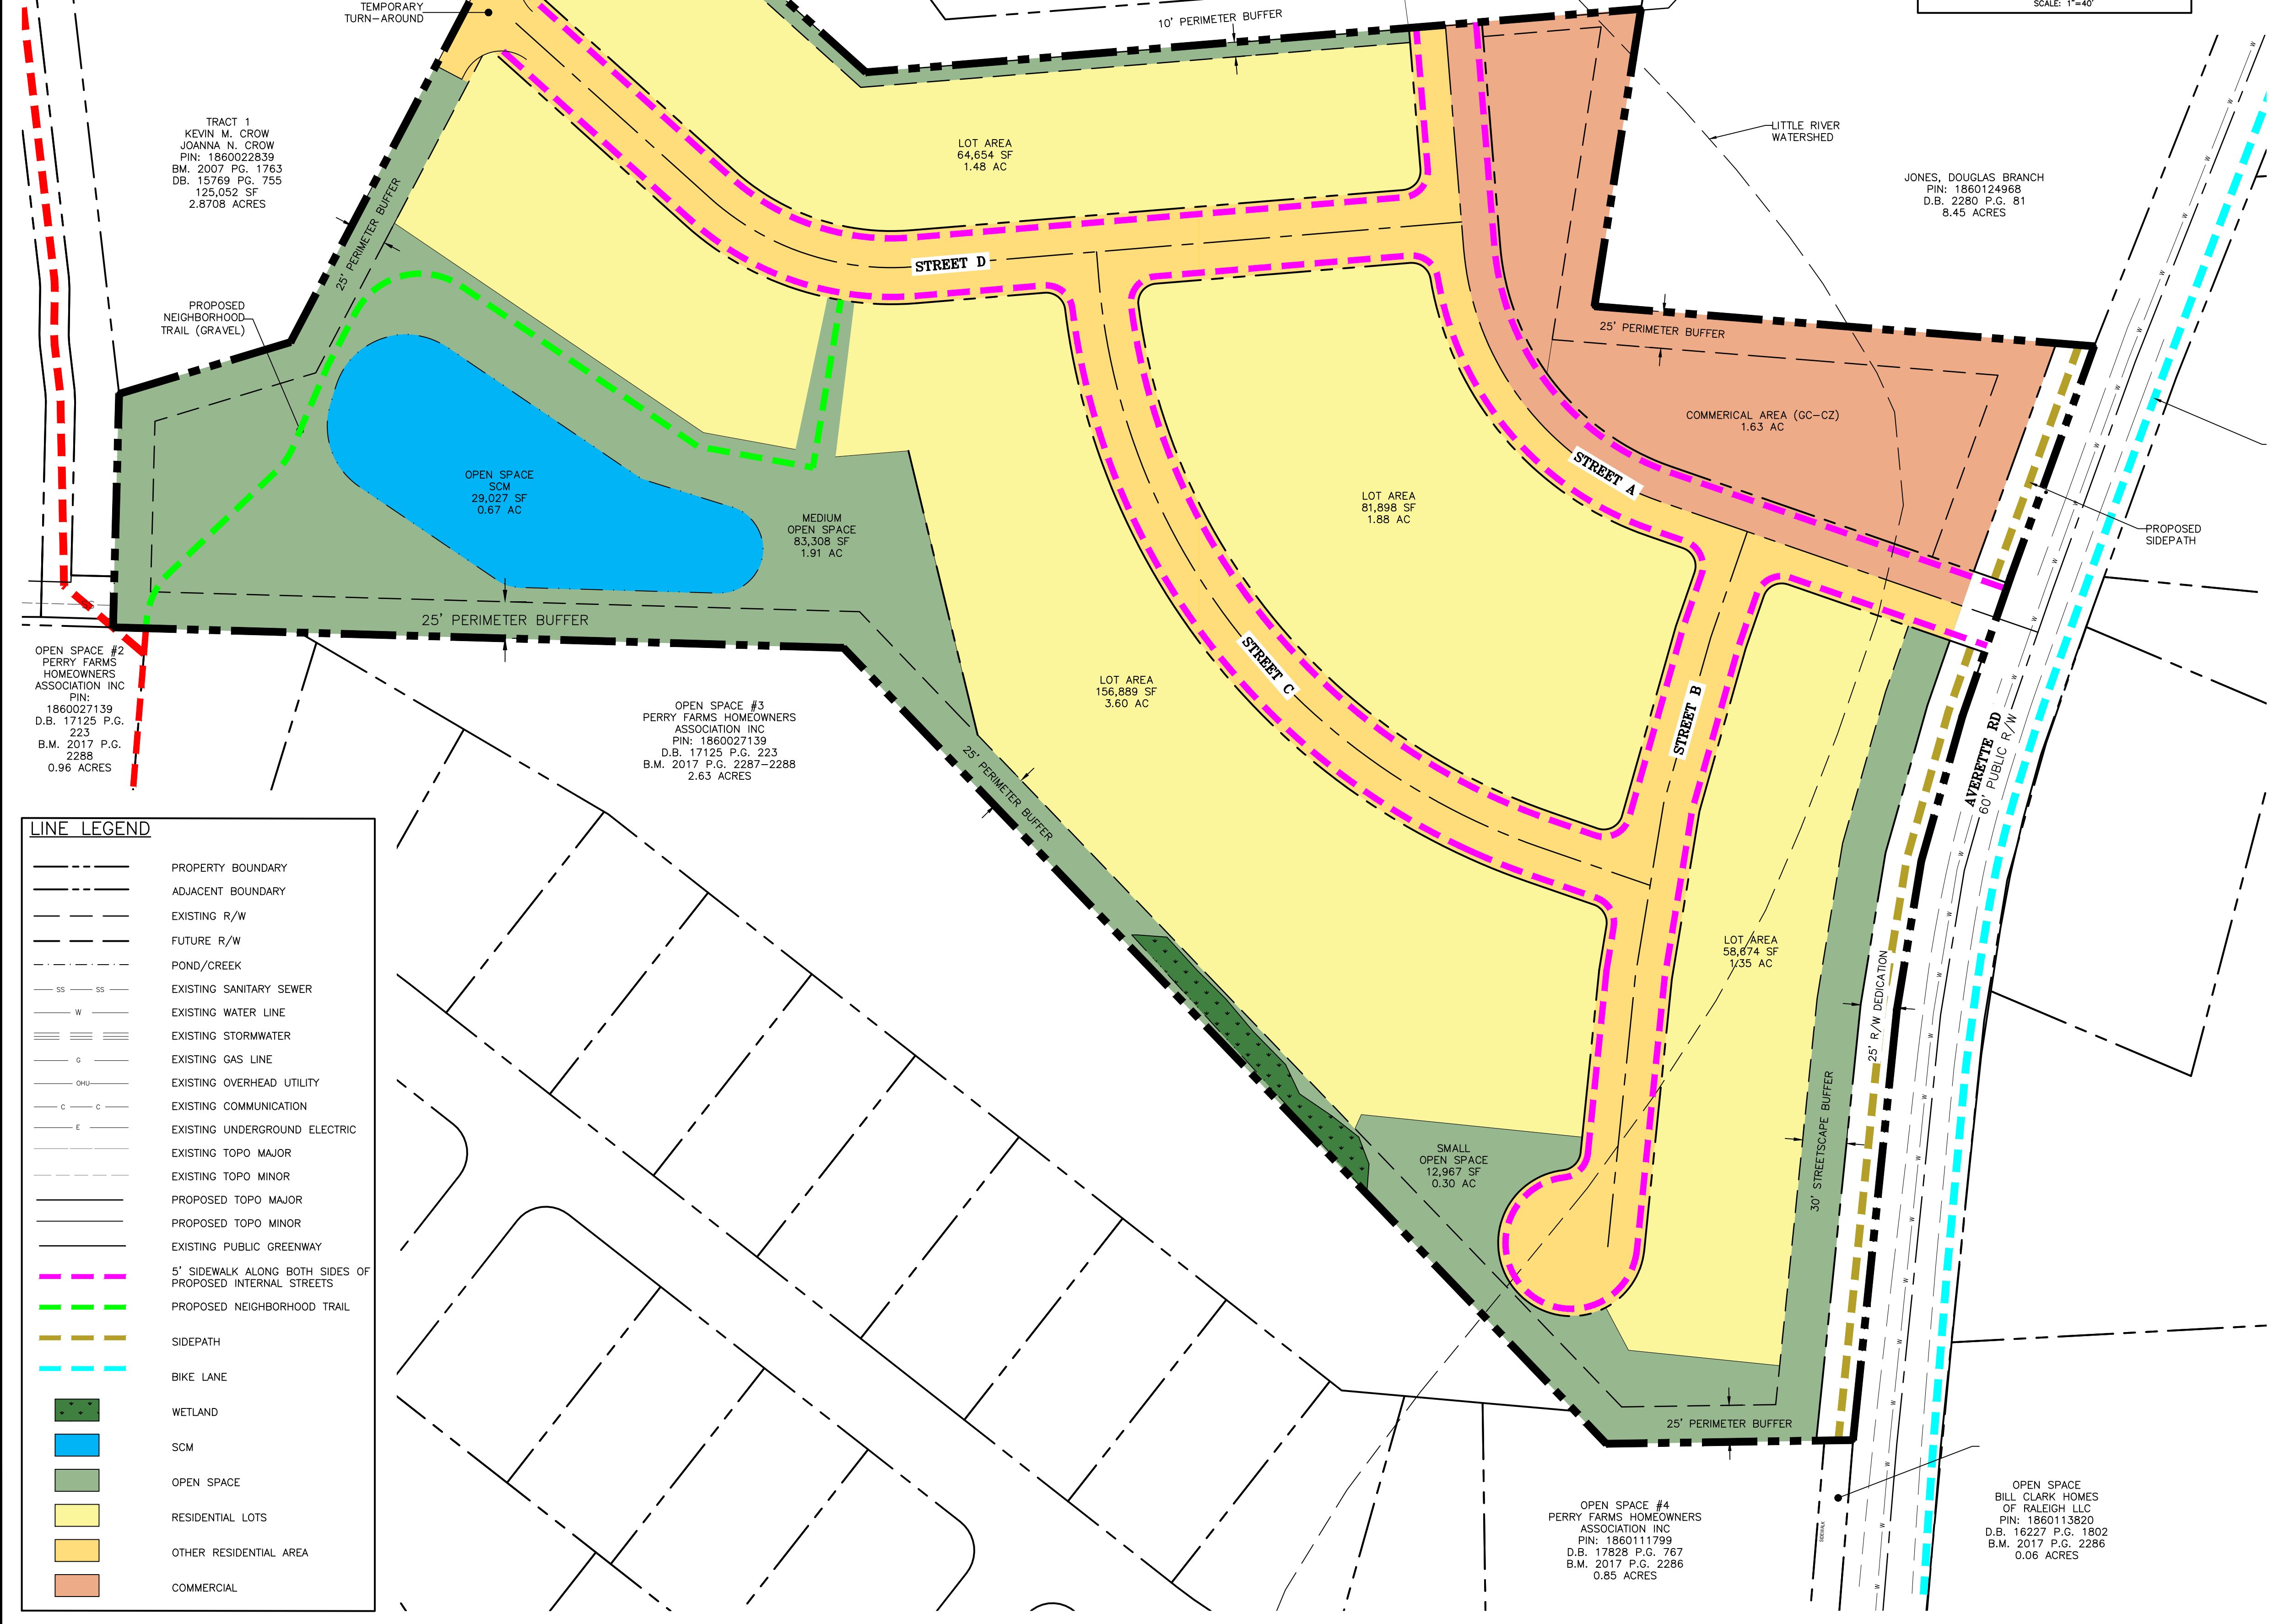 SCALE: 1"=40'
TEMPORARY
TURN-AROUND
10' PERIMETER BUFFER
TRACT 1
KEVIN M. CROW
JOANNA N. CROW
PIN: 1860022839
BM. 2007 PG. 1763
DB. 15769 PG. 755
125,052 SF
2.8708 ACRES
LOT AREA
64,654 SF
1.48 AC
LITTLE RIVER
WATERSHED
JONES, DOUGLAS BRANCH
PIN: 1860124968
D.B. 2280 P.G. 81
8.45 ACRES
25' PERIMETER BUFFER
STREET D
PROPOSED
NEIGHBORHOOD
TRAIL (GRAVEL)
25' PERIMETER BUFFER
COMMERICAL AREA (GC-CZ)
1.63 AC
STREET A
OPEN SPACE
SCM
29,027 SF
0.67 AC
LOT AREA
81,898 SF
1.88 AC
MEDIUM
OPEN SPACE
83,308 SF
1.91 AC
PROPOSED
SIDEPATH
SS
25' PERIMETER BUFFER
OPEN SPACE #2
PERRY FARMS
HOMEOWNERS
ASSOCIATION INC
PIN:
1860027139
D.B. 17125 P.G.
223
B.M. 2017 P.G.
2288
0.96 ACRES
OPEN SPACE #3
PERRY FARMS HOMEOWNERS
ASSOCIATION INC
PIN: 1860027139
D.B. 17125 P.G. 223
B.M. 2017 P.G. 2287-2288
2.63 ACRES
LOT AREA
156,889 SF
3.60 AC
STREET C
STREET B
AVERETTE RD
60' PUBLIC R/W
25' PERIMETER BUFFER
LOT AREA
58,674 SF
1.35 AC
25' R/W DEDICATION
30' STREETSCAPE BUFFER
SMALL
OPEN SPACE
12,967 SF
0.30 AC
25' PERIMETER BUFFER
OPEN SPACE #4
PERRY FARMS HOMEOWNERS
ASSOCIATION INC
PIN: 1860111799
D.B. 17828 P.G. 767
B.M. 2017 P.G. 2286
0.85 ACRES
SIDEWALK
OPEN SPACE
BILL CLARK HOMES
OF RALEIGH LLC
PIN: 1860113820
D.B. 16227 P.G. 1802
B.M. 2017 P.G. 2286
0.06 ACRES
LINE LEGEND
PROPERTY BOUNDARY
ADJACENT BOUNDARY
EXISTING R/W
FUTURE R/W
POND/CREEK
SS SS EXISTING SANITARY SEWER
W EXISTING WATER LINE
EXISTING STORMWATER
G EXISTING GAS LINE
OHU EXISTING OVERHEAD UTILITY
C C EXISTING COMMUNICATION
E EXISTING UNDERGROUND ELECTRIC
EXISTING TOPO MAJOR
EXISTING TOPO MINOR
PROPOSED TOPO MAJOR
PROPOSED TOPO MINOR
EXISTING PUBLIC GREENWAY
5' SIDEWALK ALONG BOTH SIDES OF
PROPOSED INTERNAL STREETS
PROPOSED NEIGHBORHOOD TRAIL
SIDEPATH
BIKE LANE
WETLAND
SCM
OPEN SPACE
RESIDENTIAL LOTS
OTHER RESIDENTIAL AREA
COMMERCIAL